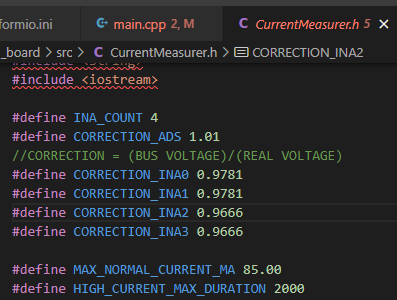 formio.ini main.cpp 2, M CurrentMeasurer.h 5
_board > src > C CurrentMeasurer.h > CORRECTION_INA2
#include <string>
#include <iostream>
#define INA_COUNT 4
#define CORRECTION_ADS 1.01
//CORRECTION = (BUS VOLTAGE)/(REAL VOLTAGE)
#define CORRECTION_INA0 0.9781
#define CORRECTION_INA1 0.9781
#define CORRECTION_INA2 0.9666
#define CORRECTION_INA3 0.9666
#define MAX_NORMAL_CURRENT_MA 85.00
#define HIGH_CURRENT_MAX_DURATION 2000